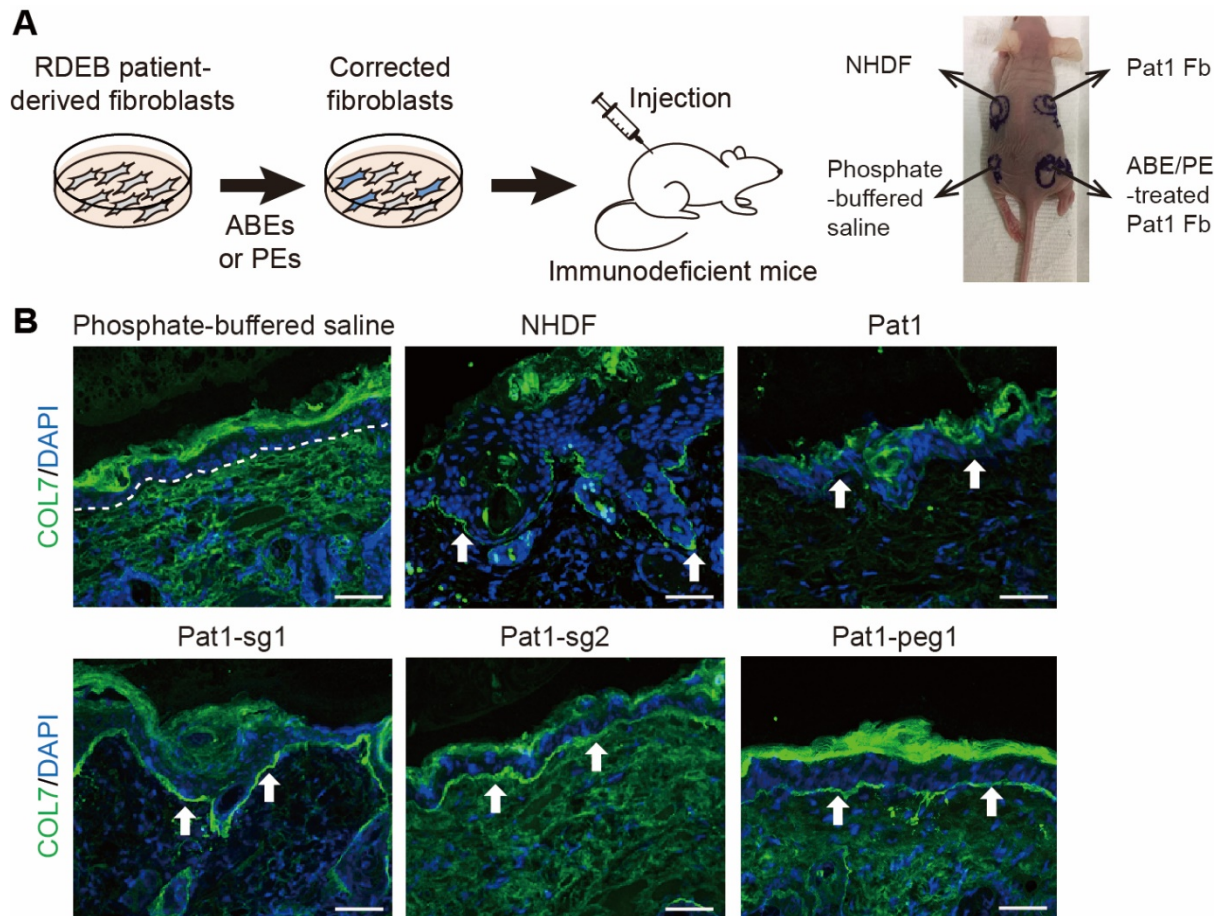 A
RDEB patient-
derived fibroblasts
ABEs
or PEs
Corrected
fibroblasts
Injection
Immunodeficient mice
NHDF
Pat1 Fb
Phosphate
-buffered
saline
ABE/PE
-treated
Pat1 Fb
B
Phosphate-buffered saline
NHDF
Pat1
COL7/DAPI
Pat1-sg1
Pat1-sg2
Pat1-peg1
COL7/DAPI